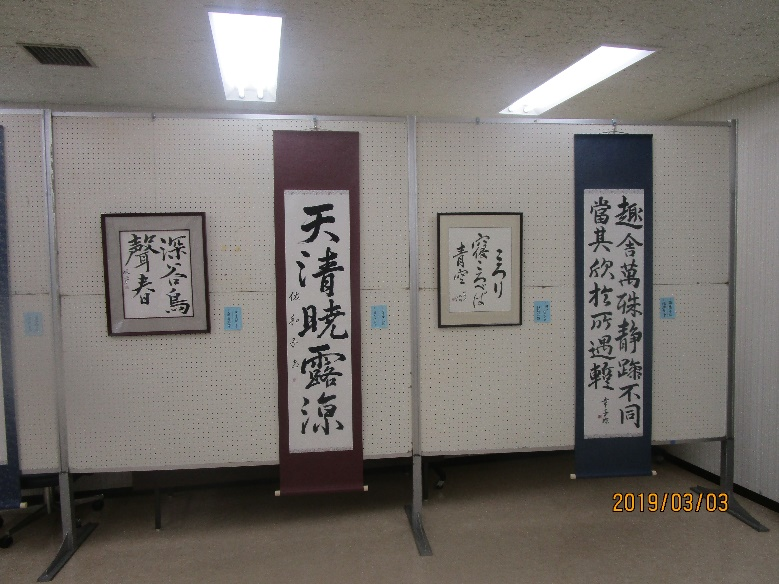 深谷鳥
聲春
天清暁露涼
ころり
寝ころべば
青空
趣舎萬殊静躁不同
當其欣於所遇輙
2019/03/03